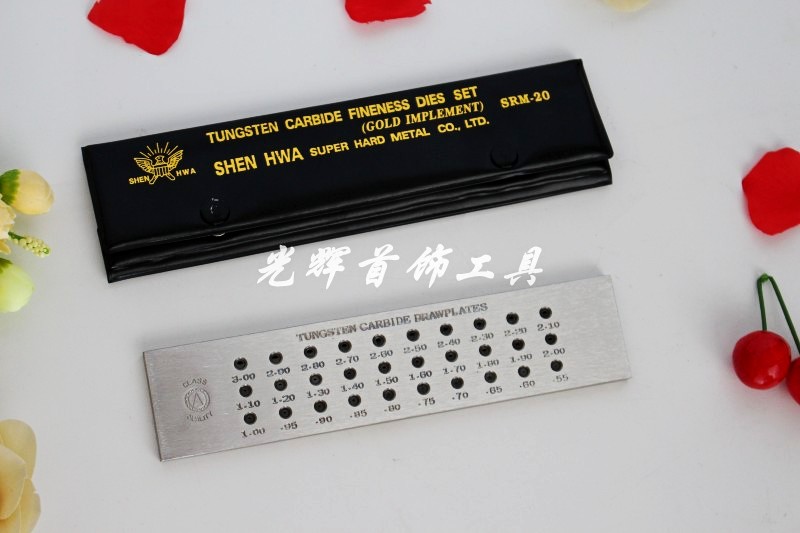 TUNGSTEN CARBIDE FINENESS DIES SET
(GOLD IMPLEMENT) SRM-20
SHEN HWA
SHEN HWA SUPER HARD METAL CO., LTD.
光辉首饰工具
TUNGSTEN CARBIDE DRAWPLATES
3.00 2.90 2.80 2.70 2.60 2.50 2.40 2.30 2.20 2.10
CLASS
A
1.10 1.20 1.30 1.40 1.50 1.60 1.70 1.80 1.90 2.00
1.00 .95 .90 .85 .80 .75 .70 .65 .60 .55